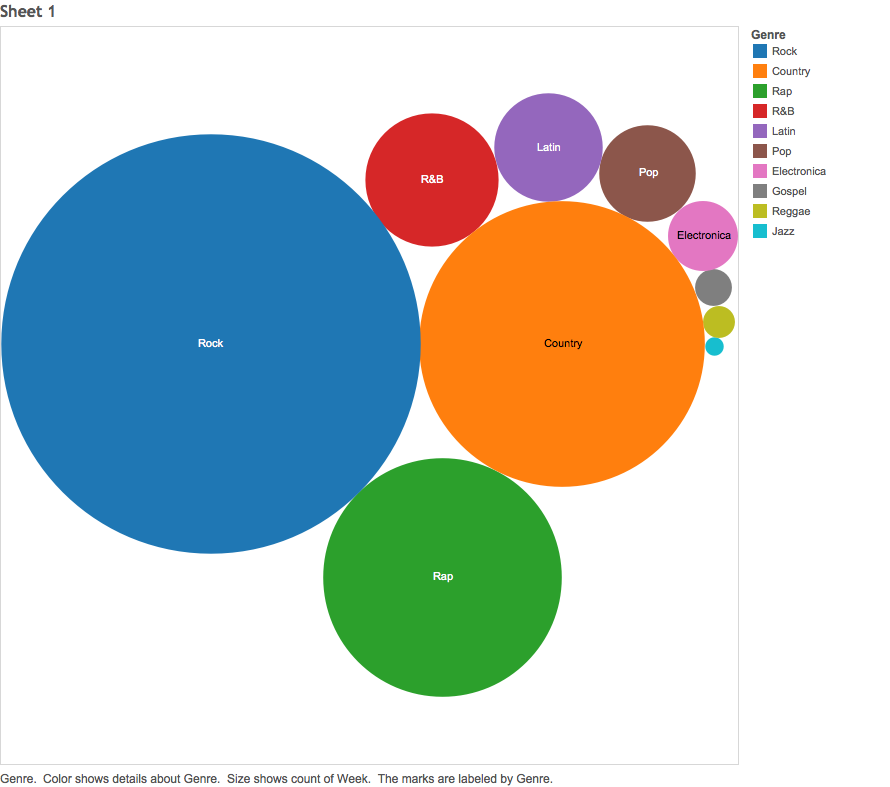 Sheet 1
Genre
Rock
Country
Rap
R&B
Latin
Pop
Electronica
Gospel
Reggae
Jazz
Latin
Pop
R&B
Electronica
Rock
Country
Rap
Genre.  Color shows details about Genre.  Size shows count of Week.  The marks are labeled by Genre.